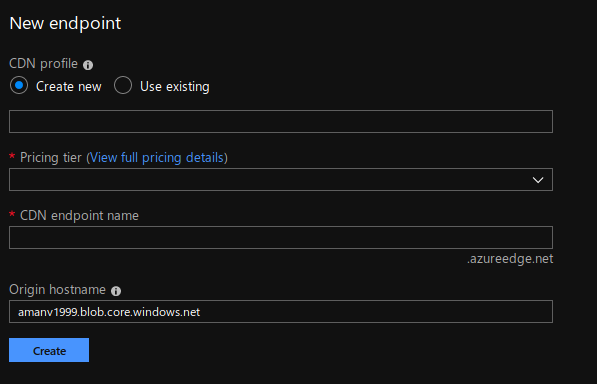 New endpoint
CDN profile
Create new Use existing
* Pricing tier (View full pricing details)
* CDN endpoint name
.azureedge.net
Origin hostname
amanv1999.blob.core.windows.net
Create